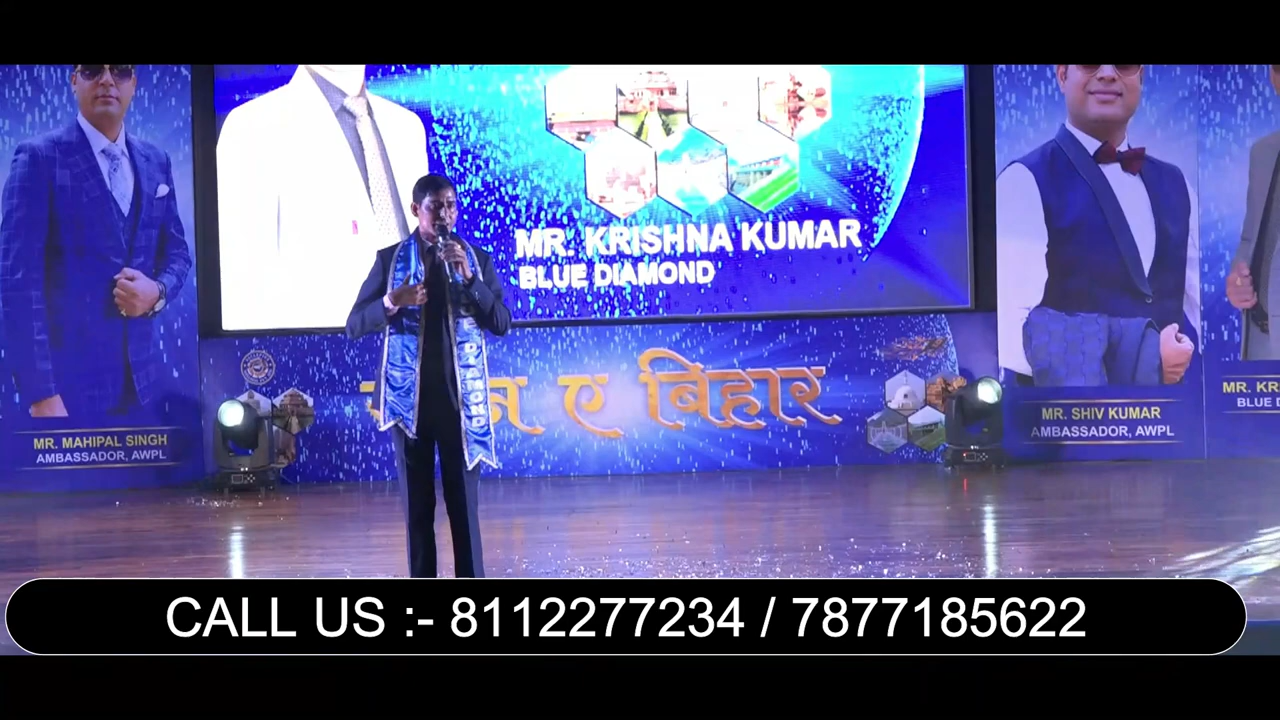 MR. KRISHNA KUMAR
BLUE DIAMOND
DIAMOND
ए बिहार
MR. MAHIPAL SINGH
AMBASSADOR, AWPL
MR. SHIV KUMAR
AMBASSADOR, AWPL
CALL US :- 8112277234 / 7877185622